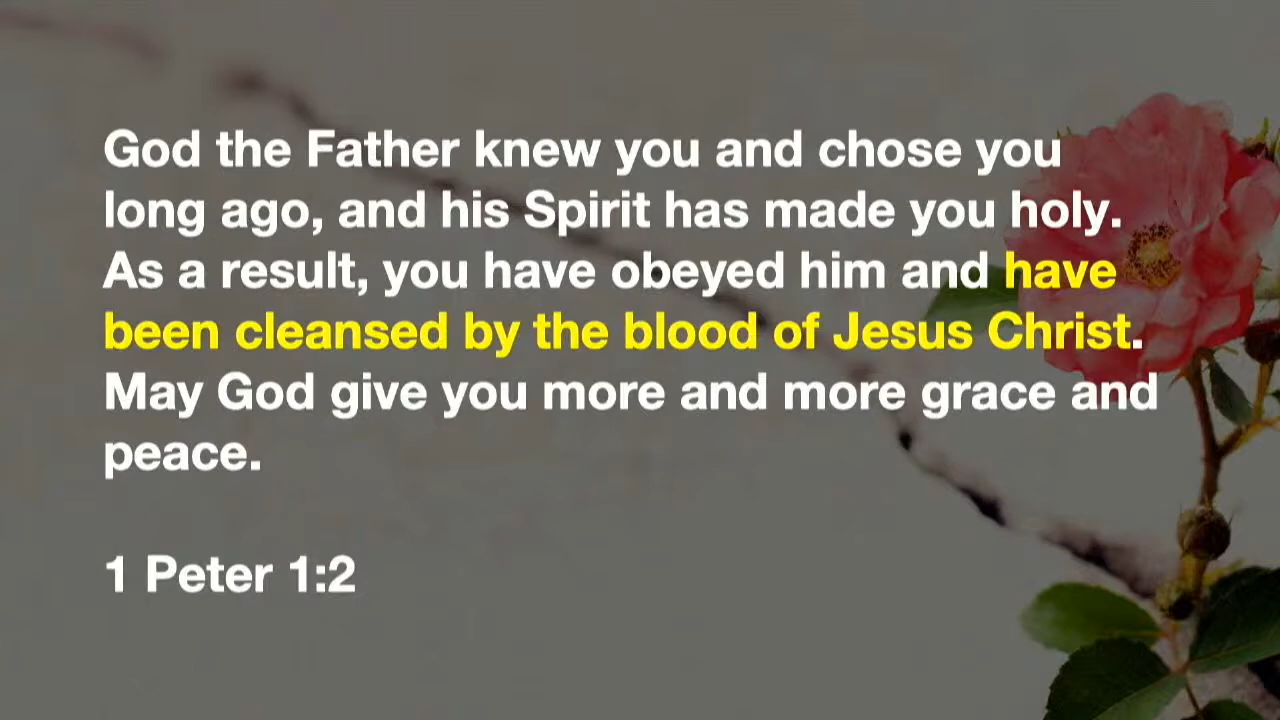 God the Father knew you and chose you
long ago, and his Spirit has made you holy.
As a result, you have obeyed him and have
been cleansed by the blood of Jesus Christ.
May God give you more and more grace and
peace.
1 Peter 1:2